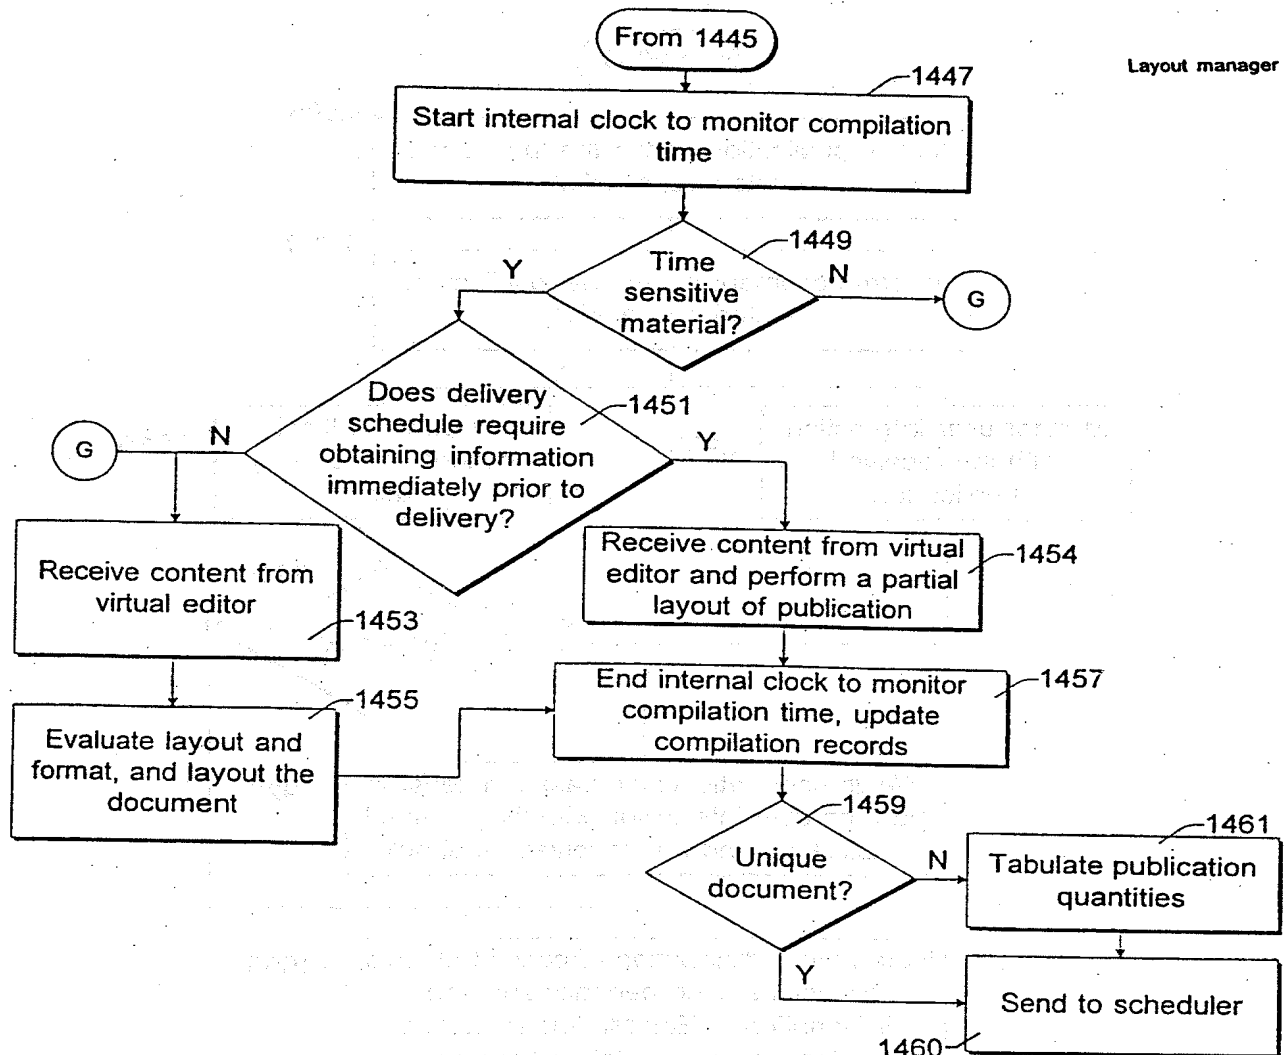 From 1445
Layout manager
1447
Start internal clock to monitor compilation
time
1449
Time
sensitive
material?
Y
N
G
1451
Does delivery
schedule require
obtaining information
immediately prior to
delivery?
N
G
Y
1453
Receive content from
virtual editor
1454
Receive content from virtual
editor and perform a partial
layout of publication
1455
Evaluate layout and
format, and layout the
document
1457
End internal clock to monitor
compilation time, update
compilation records
1459
Unique
document?
N
1461
Tabulate publication
quantities
Y
Send to scheduler
1460